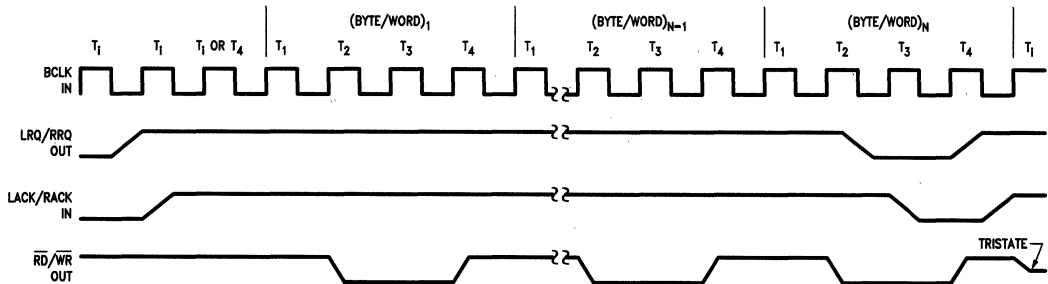 (BYTE/WORD)1 (BYTE/WORD)N−1 (BYTE/WORD)N
Ti Ti Ti OR T4 T1 T2 T3 T4 T1 T2 T3 T4 T1 T2 T3 T4 Ti
BCLK
IN
LRQ/RRQ
OUT
LACK/RACK
IN
RD/WR
OUT
TRISTATE